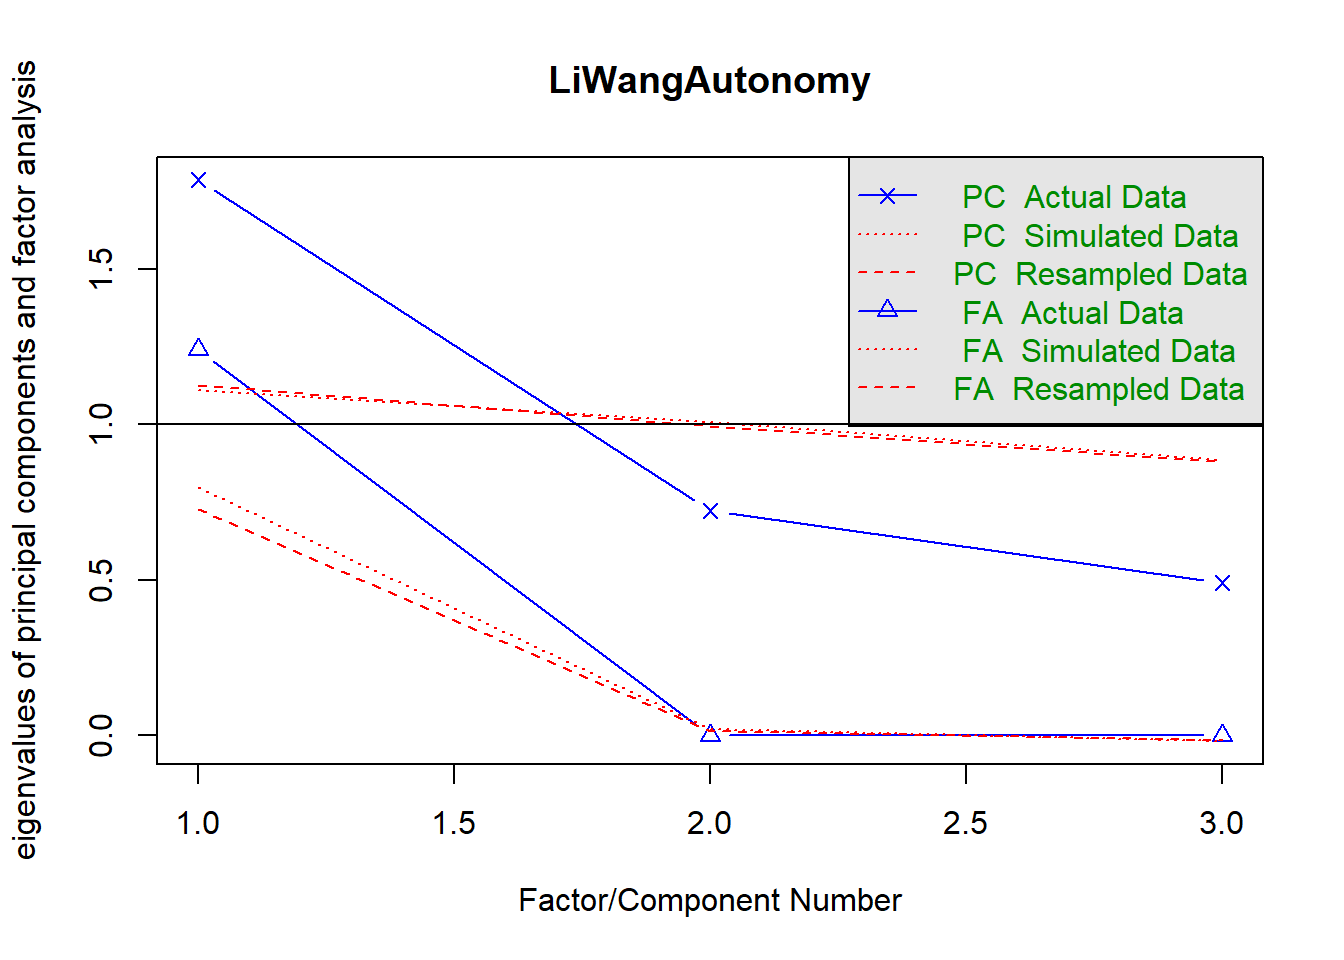 LiWangAutonomy
eigenvalues of principal components and factor analysis
1.5
1.0
0.5
0.0
PC Actual Data
PC Simulated Data
PC Resampled Data
FA Actual Data
FA Simulated Data
FA Resampled Data
1.0 1.5 2.0 2.5 3.0
Factor/Component Number